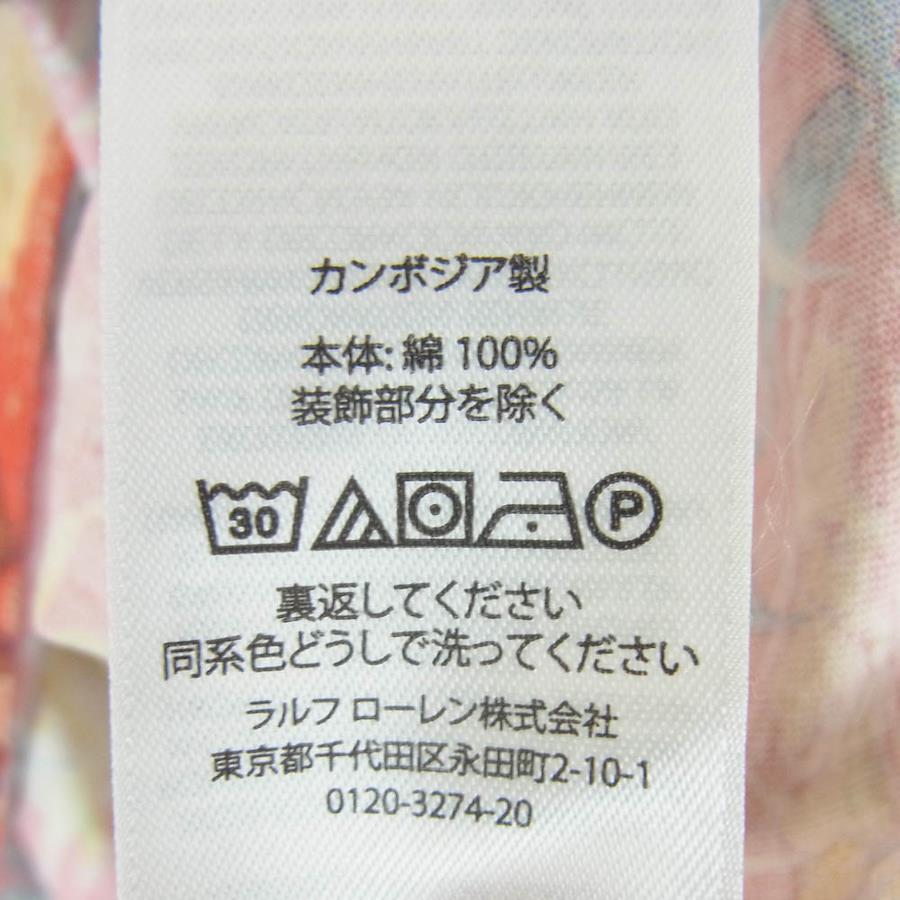 カンボジア製
本体: 綿 100%
装飾部分を除く
30 P
裏返してください
同系色どうしで洗ってください
ラルフ ローレン株式会社
東京都千代田区永田町2-10-1
0120-3274-20